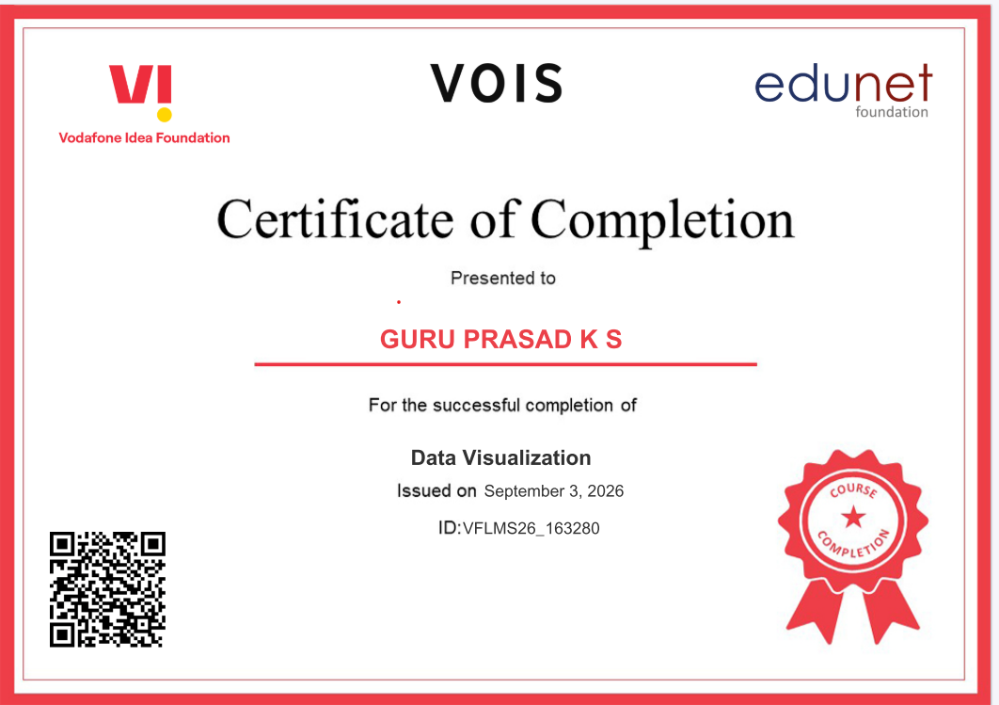 VI
Vodafone Idea Foundation
VOIS
edunet
foundation
Certificate of Completion
Presented to
GURU PRASAD K S
For the successful completion of
Data Visualization
Issued on September 3, 2026
ID:VFLMS26_163280
COURSE
COMPLETION